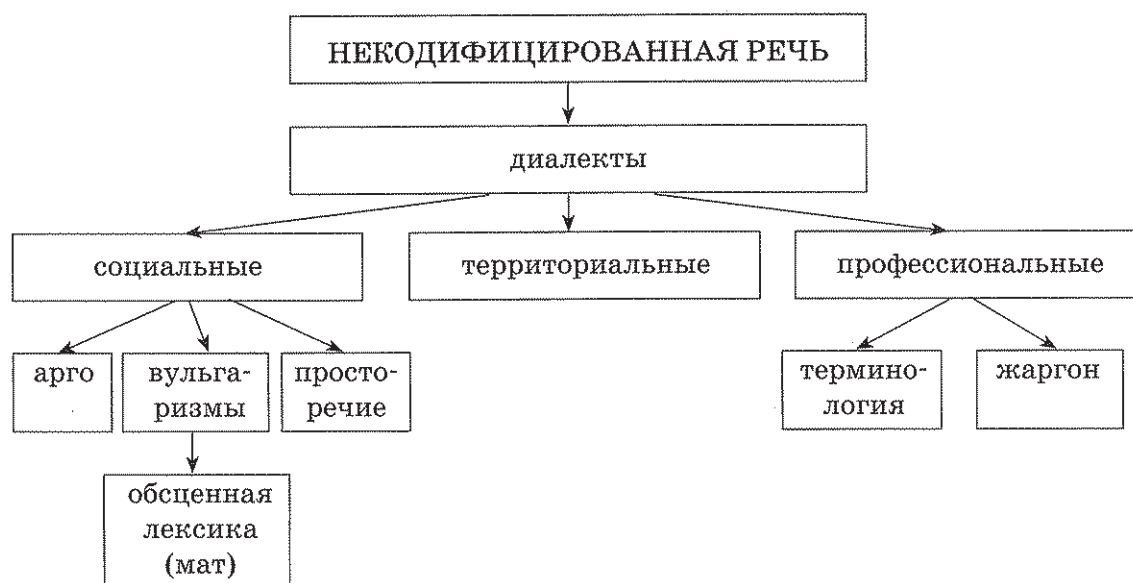 НЕКОДИФИЦИРОВАННАЯ РЕЧЬ
диалекты
социальные
территориальные
профессиональные
арго
вульга-
ризмы
просто-
речие
термино-
логия
жаргон
обсценная
лексика
(мат)